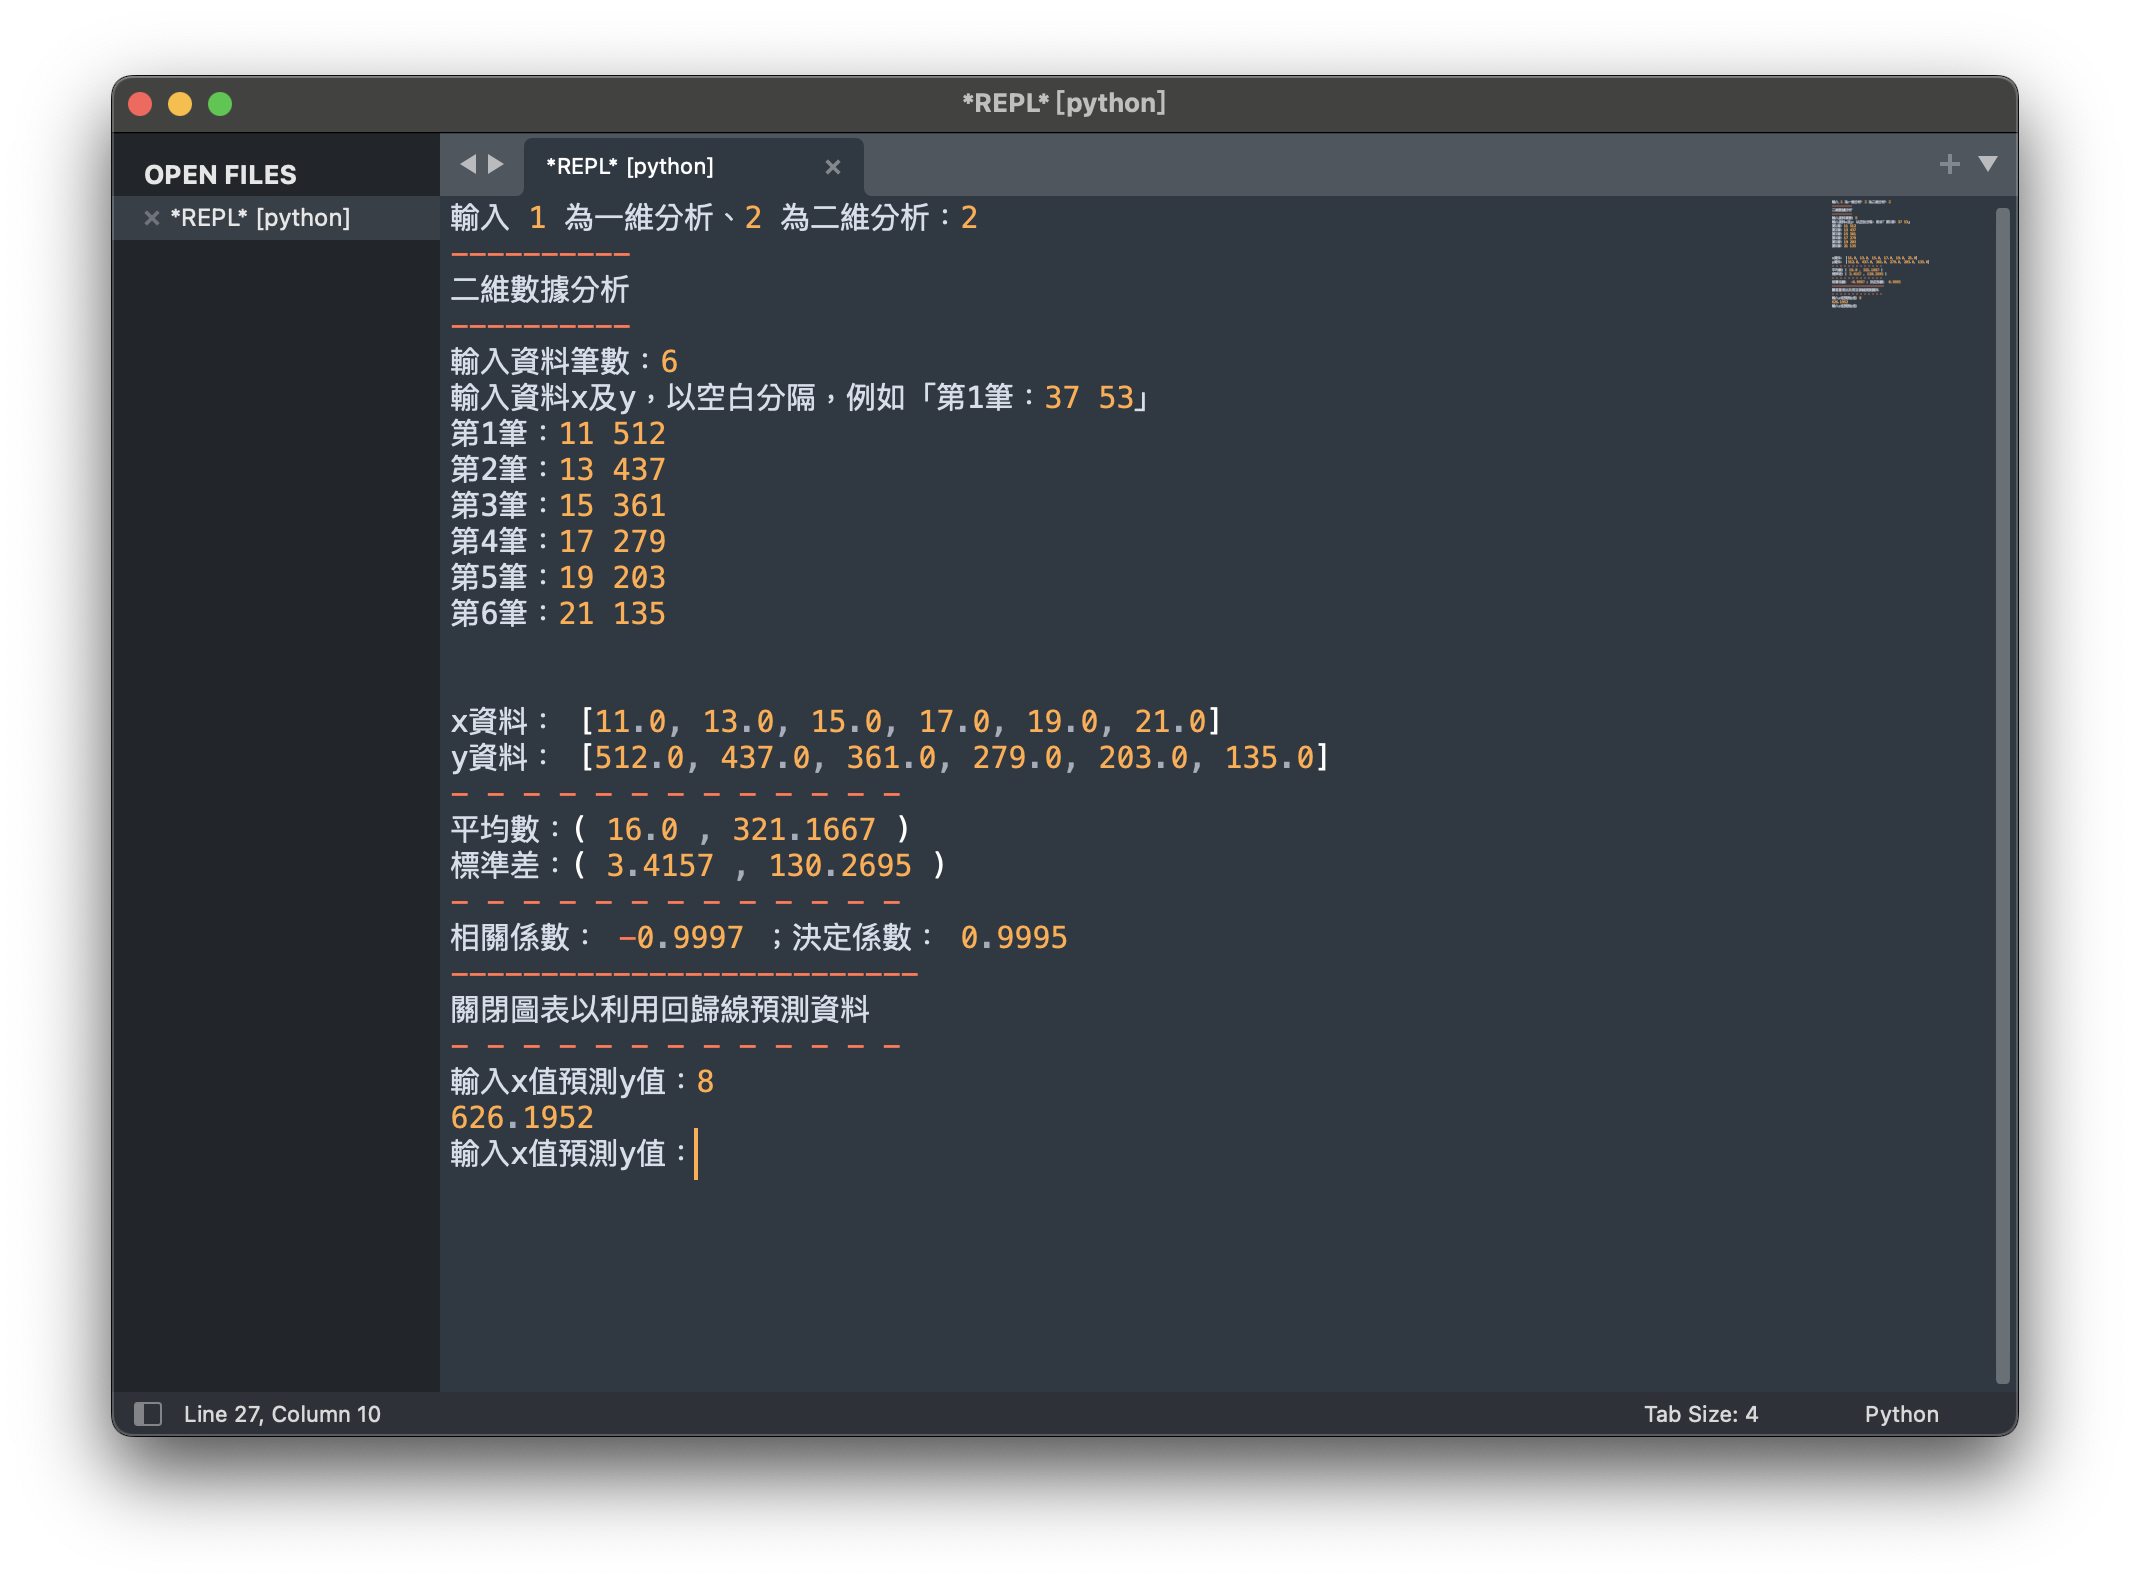 *REPL* [python]
OPEN FILES
*REPL* [python]
*REPL* [python]
輸入 1 為一維分析、2 為二維分析：2
----------
二維數據分析
----------
輸入資料筆數：6
輸入資料x及y，以空白分隔，例如「第1筆：37 53」
第1筆：11 512
第2筆：13 437
第3筆：15 361
第4筆：17 279
第5筆：19 203
第6筆：21 135
x資料： [11.0, 13.0, 15.0, 17.0, 19.0, 21.0]
y資料： [512.0, 437.0, 361.0, 279.0, 203.0, 135.0]
- - - - - - - - - - - - -
平均數：( 16.0 , 321.1667 )
標準差：( 3.4157 , 130.2695 )
- - - - - - - - - - - - -
相關係數： -0.9997 ；決定係數： 0.9995
--------------------------
關閉圖表以利用回歸線預測資料
- - - - - - - - - - - - -
輸入x值預測y值：8
626.1952
輸入x值預測y值：
Line 27, Column 10
Tab Size: 4
Python